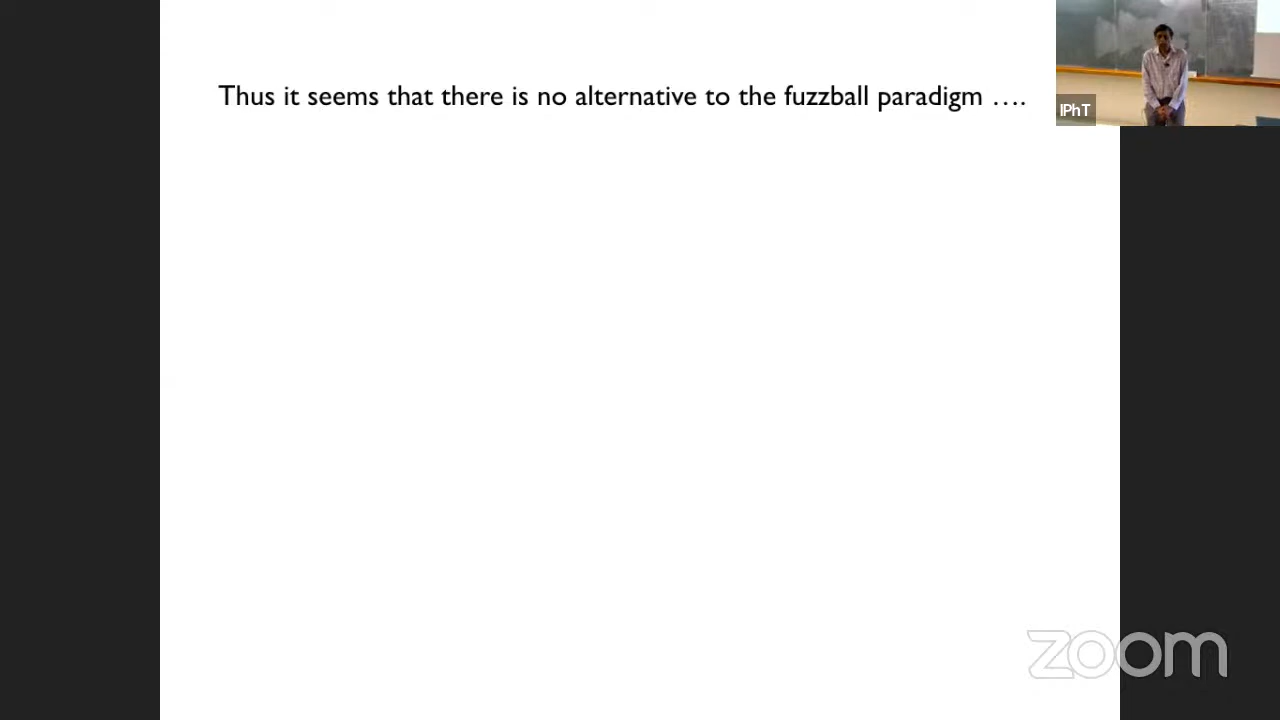 Thus it seems that there is no alternative to the fuzzball paradigm ….
IPhT
zoom